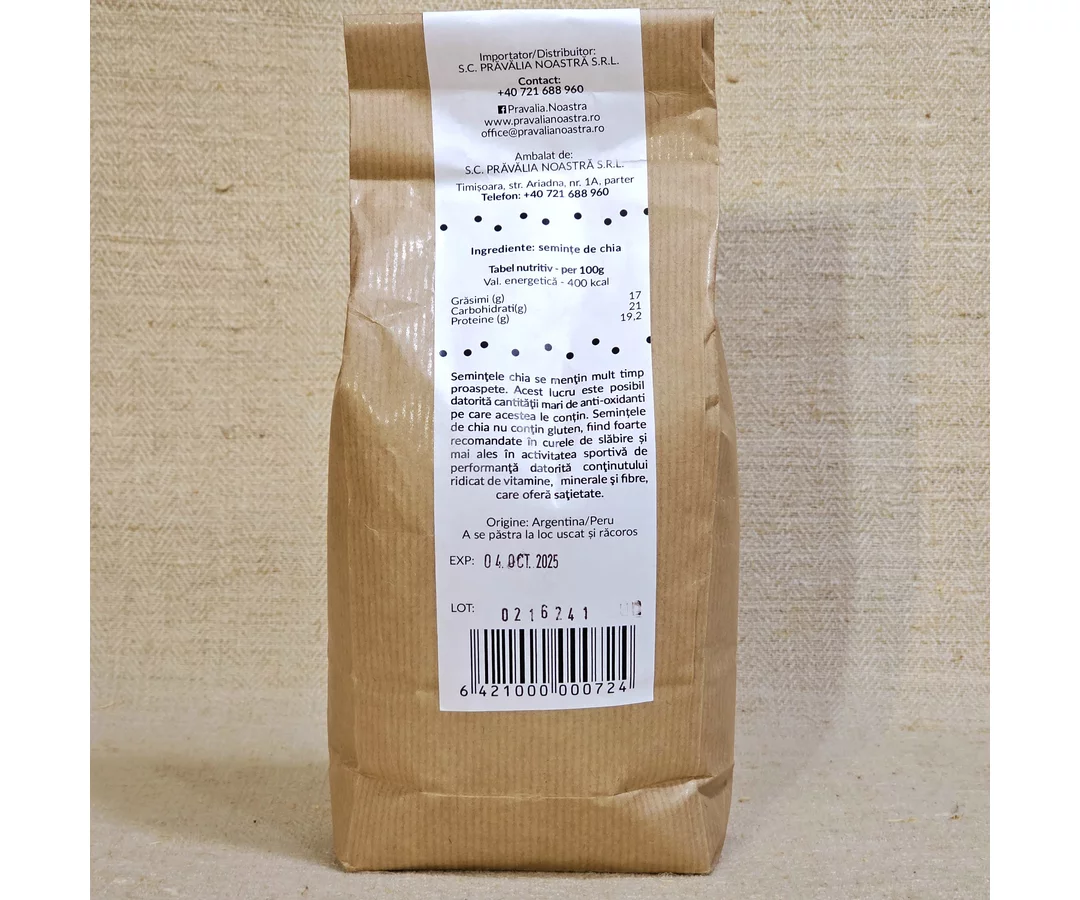 Importator/Distribuitor:
S.C. PRĂVĂLIA NOASTRĂ S.R.L.
Contact:
+40 721 688 960
Pravalia.Noastra
www.pravalianoastra.ro
office@pravalianoastra.ro
Ambalat de:
S.C. PRĂVĂLIA NOASTRĂ S.R.L.
Timișoara, str. Ariadna, nr. 1A, parter
Telefon: +40 721 688 960
Ingrediente: semințe de chia
Tabel nutritiv - per 100g
Val. energetică - 400 kcal
Grăsimi (g) 17
Carbohidrati(g) 21
Proteine (g) 19,2
Semințele chia se mențin mult timp
proaspete. Acest lucru este posibil
datorită cantității mari de anti-oxidanti
pe care acestea le conțin. Semințele
de chia nu conțin gluten, fiind foarte
recomandate în curele de slăbire și
mai ales în activitatea sportivă de
performanță datorită conținutului
ridicat de vitamine, minerale și fibre,
care oferă sațietate.
Origine: Argentina/Peru
A se păstra la loc uscat și răcoros
EXP: 04. OCT. 2025
LOT: 0216241
6 421000 000724